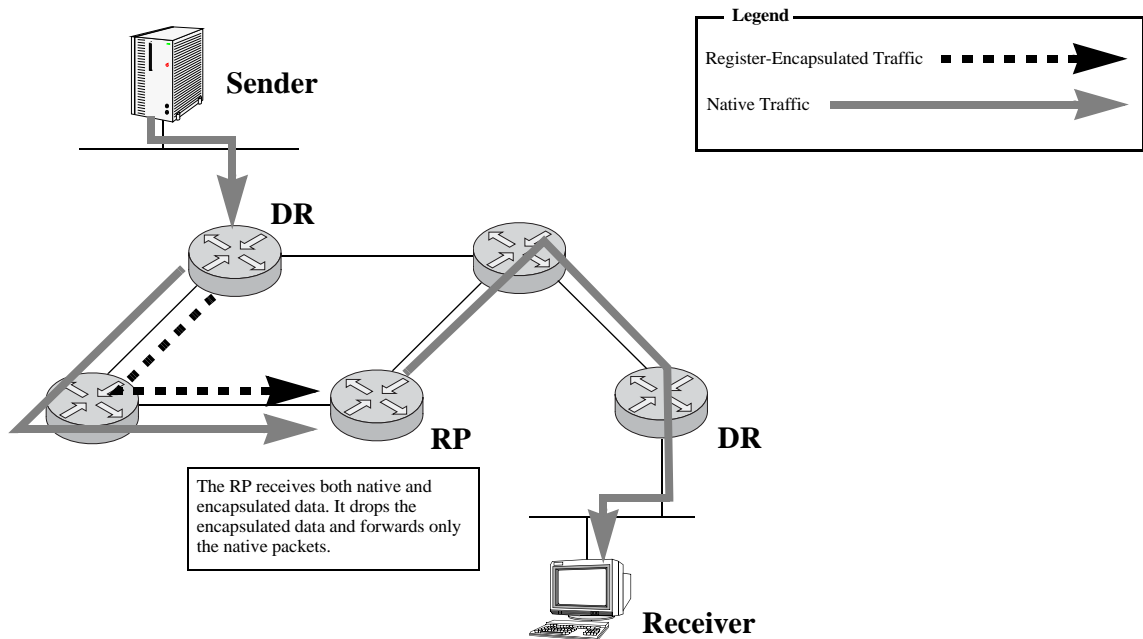 Legend
Register-Encapsulated Traffic
Native Traffic
Sender
DR
RP
DR
The RP receives both native and
encapsulated data. It drops the
encapsulated data and forwards only
the native packets.
Receiver